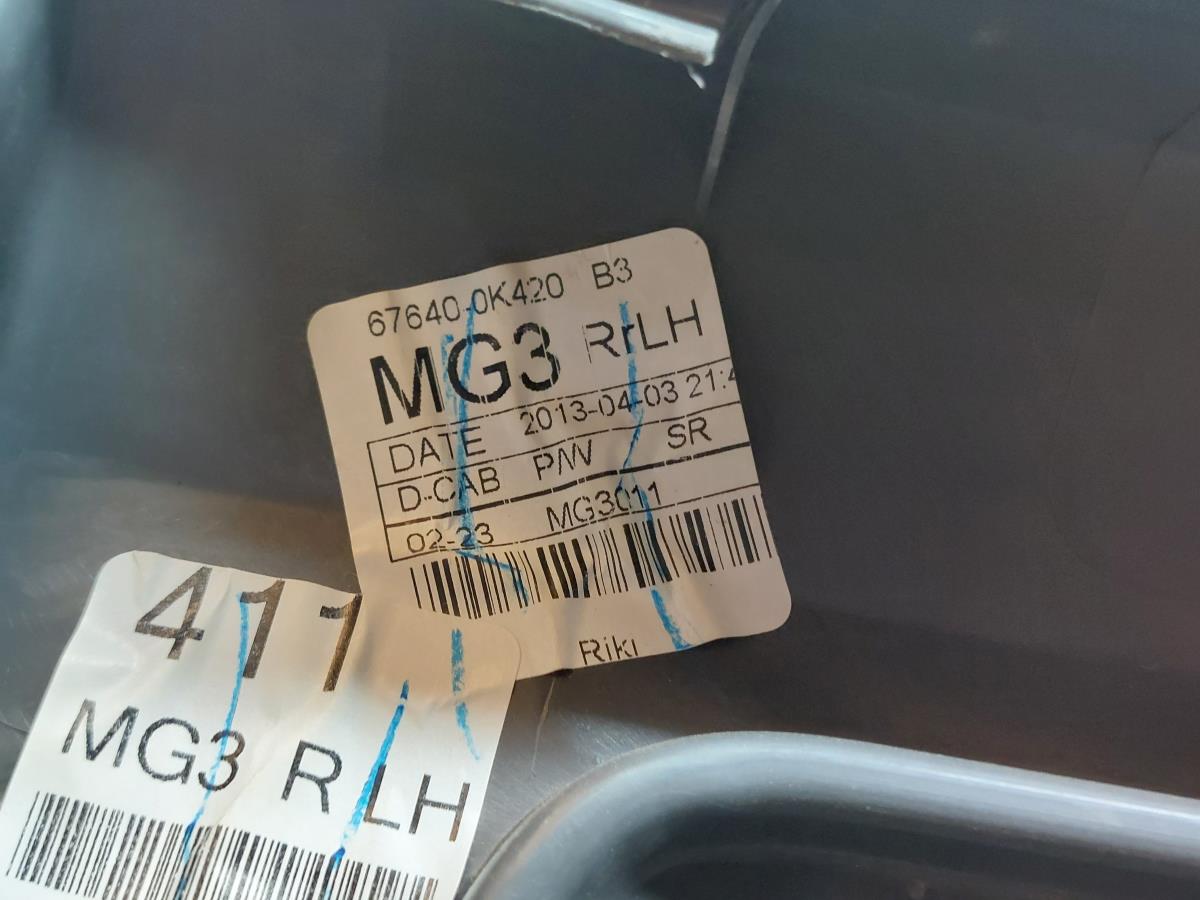 67640-0K420 B3
MG3 RrLH
DATE 2013-04-03 21:4
D-CAB P/W SR
02-23 MG3011
Riki
411
MG3 R LH